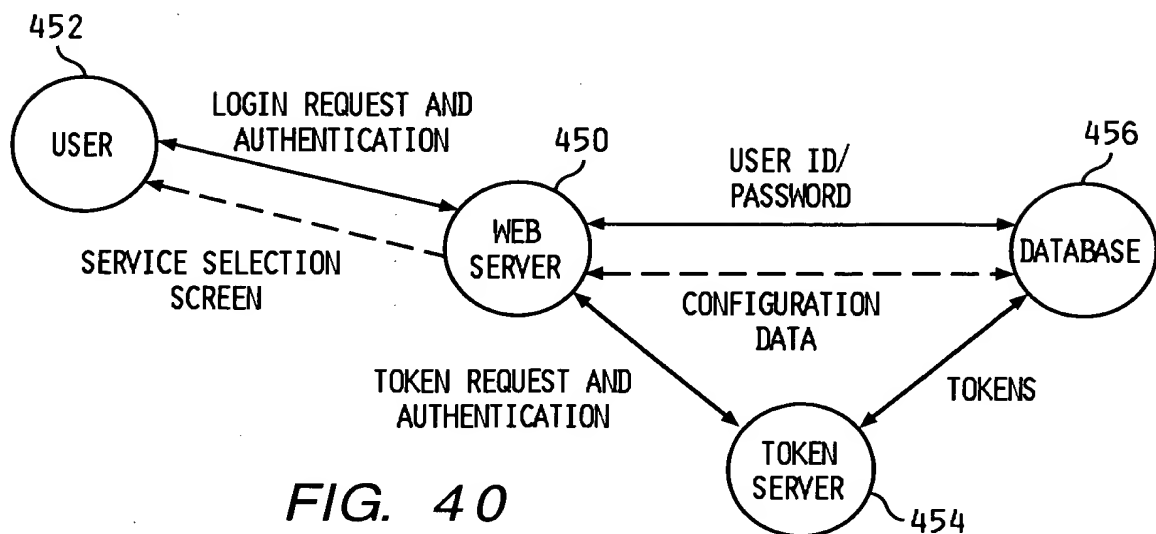 452
USER
LOGIN REQUEST AND
AUTHENTICATION
450
WEB
SERVER
USER ID/
PASSWORD
456
DATABASE
SERVICE SELECTION
SCREEN
CONFIGURATION
DATA
TOKEN REQUEST AND
AUTHENTICATION
TOKENS
TOKEN
SERVER
454
FIG. 40